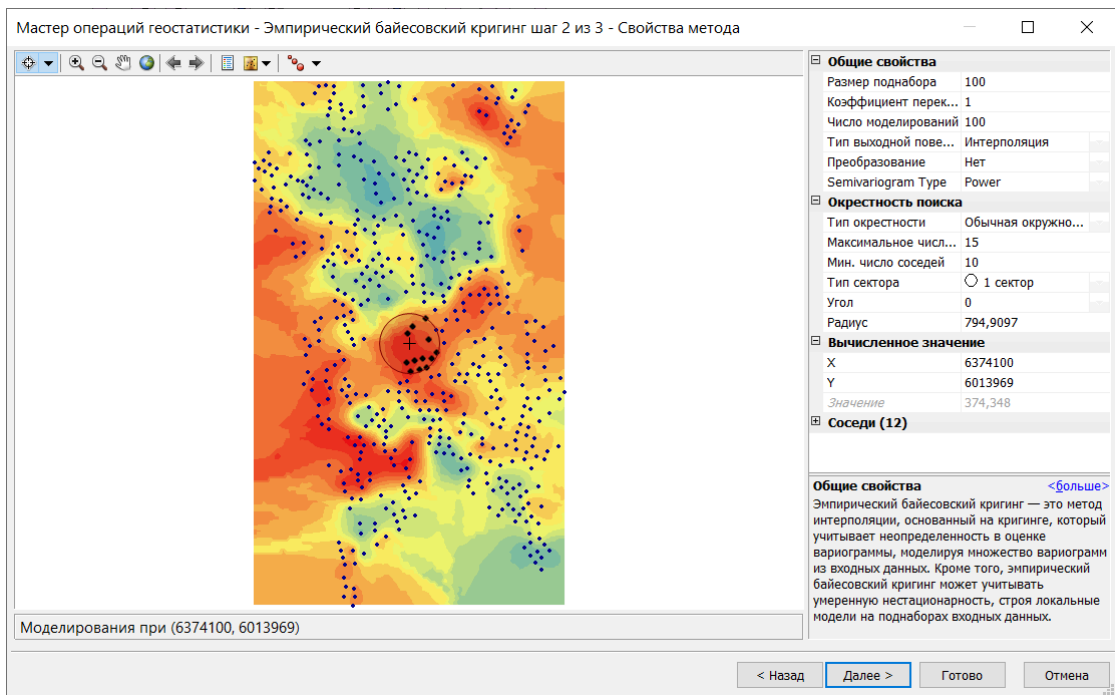 Мастер операций геостатистики - Эмпирический байесовский кригинг шаг 2 из 3 - Свойства метода
Общие свойства
Размер поднабора 100
Коэффициент перек... 1
Число моделирований 100
Тип выходной пове... Интерполяция
Преобразование Нет
Semivariogram Type Power
Окрестность поиска
Тип окрестности Обычная окружно...
Максимальное числ... 15
Мин. число соседей 10
Тип сектора 1 сектор
Угол 0
Радиус 794,9097
Вычисленное значение
X 6374100
Y 6013969
Значение 374,348
Соседи (12)
Общие свойства <больше>
Эмпирический байесовский кригинг — это метод
интерполяции, основанный на кригинге, который
учитывает неопределенность в оценке
вариограммы, моделируя множество вариограмм
из входных данных. Кроме того, эмпирический
байесовский кригинг может учитывать
умеренную нестационарность, строя локальные
модели на поднаборах входных данных.
Моделирования при (6374100, 6013969)
< Назад Далее > Готово Отмена